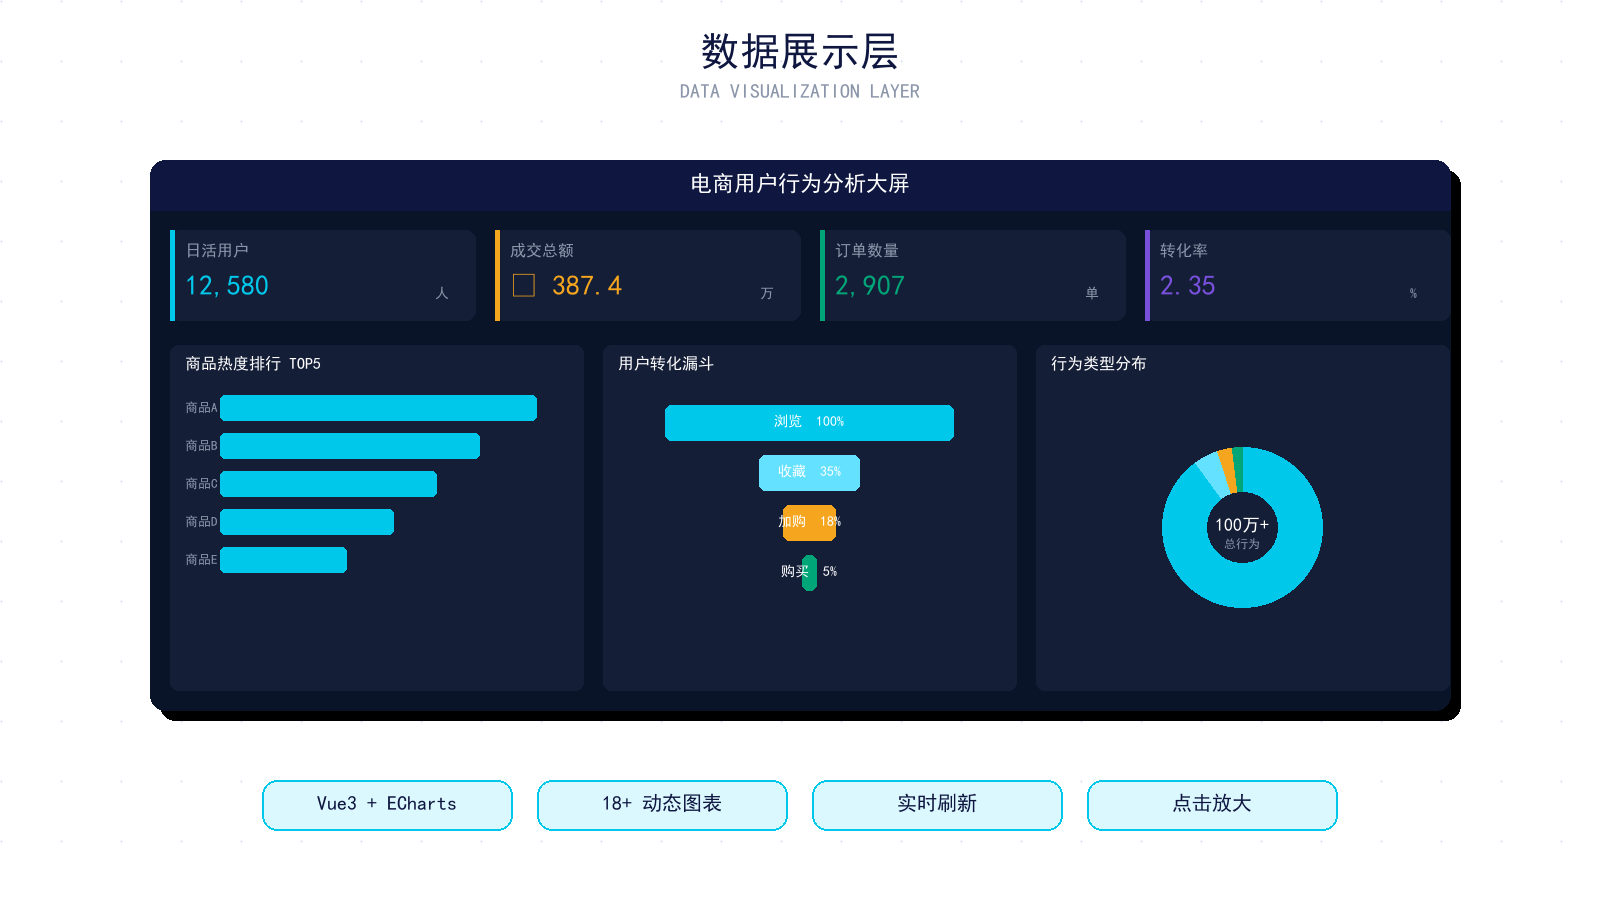 数据展示层
DATA VISUALIZATION LAYER
电商用户行为分析大屏
日活用户
12,580
人
成交总额
□ 387.4
万
订单数量
2,907
单
转化率
2.35
%
商品热度排行 TOP5
商品A
商品B
商品C
商品D
商品E
用户转化漏斗
浏览 100%
收藏 35%
加购 18%
购买 5%
行为类型分布
100万+
总行为
Vue3 + ECharts
18+ 动态图表
实时刷新
点击放大